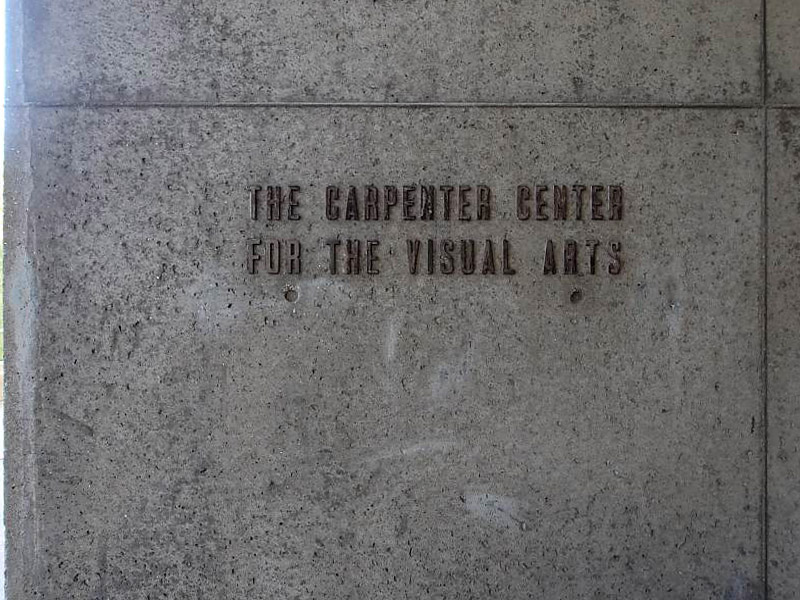 THE CARPENTER CENTER
FOR THE VISUAL ARTS